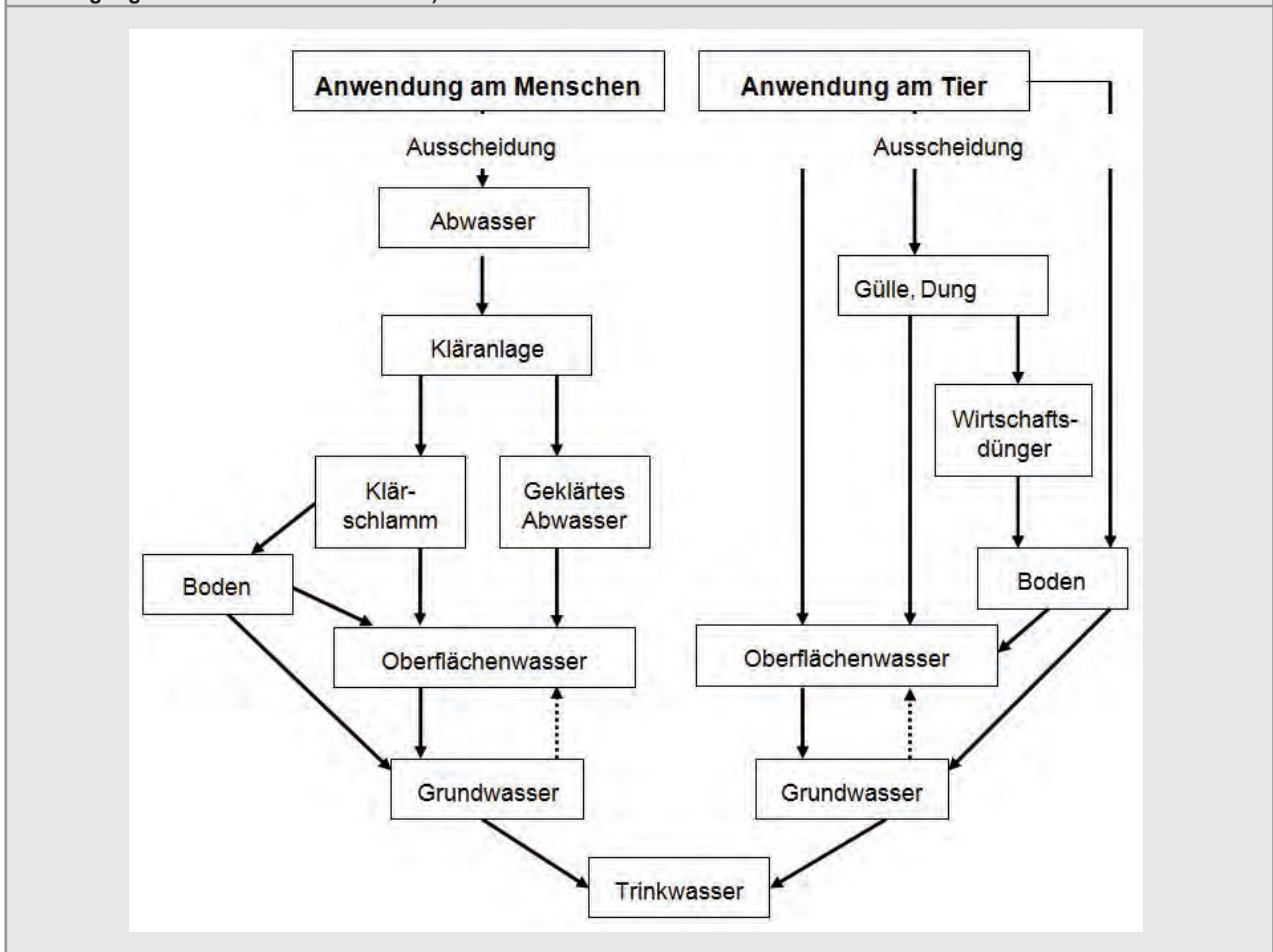 Anwendung am Menschen
Anwendung am Tier
Ausscheidung
Ausscheidung
Abwasser
Gülle, Dung
Kläranlage
Wirtschafts-
dünger
Klär-
schlamm
Geklärtes
Abwasser
Boden
Boden
Oberflächenwasser
Oberflächenwasser
Grundwasser
Grundwasser
Trinkwasser